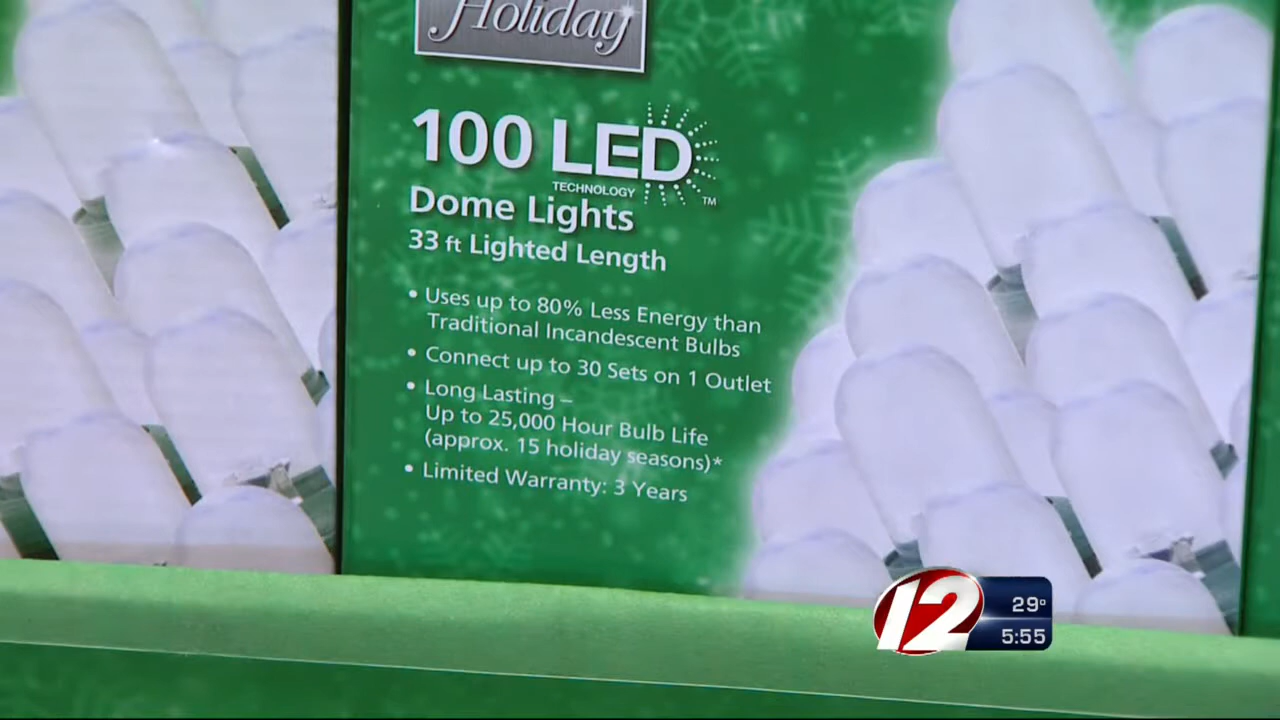 Holiday
100 LED
TECHNOLOGY
TM
Dome Lights
33 ft Lighted Length
• Uses up to 80% Less Energy than
Traditional Incandescent Bulbs
• Connect up to 30 Sets on 1 Outlet
• Long Lasting –
Up to 25,000 Hour Bulb Life
(approx. 15 holiday seasons)*
• Limited Warranty: 3 Years
12
29°
5:55